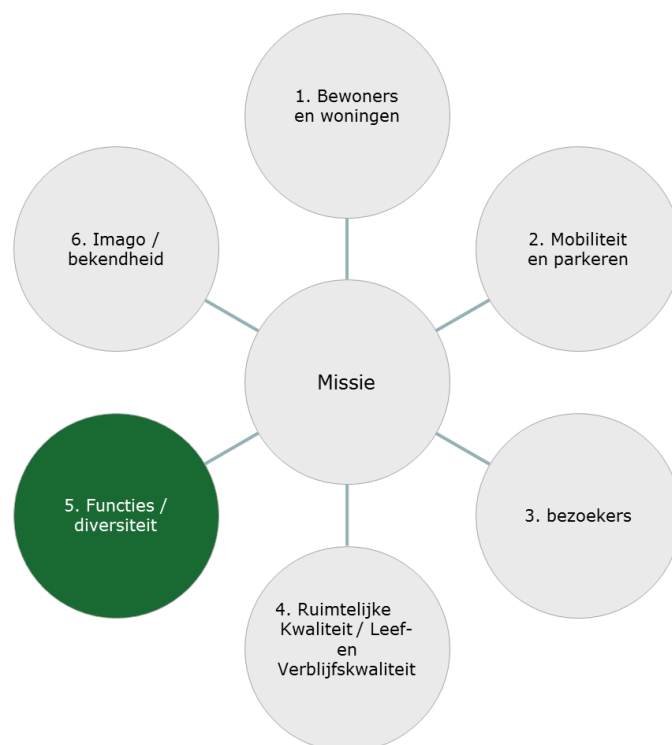 1. Bewoners
en woningen
6. Imago /
bekendheid
2. Mobiliteit
en parkeren
Missie
5. Functies /
diversiteit
3. bezoekers
4. Ruimtelijke
Kwaliteit / Leef-
en
Verblijfskwaliteit